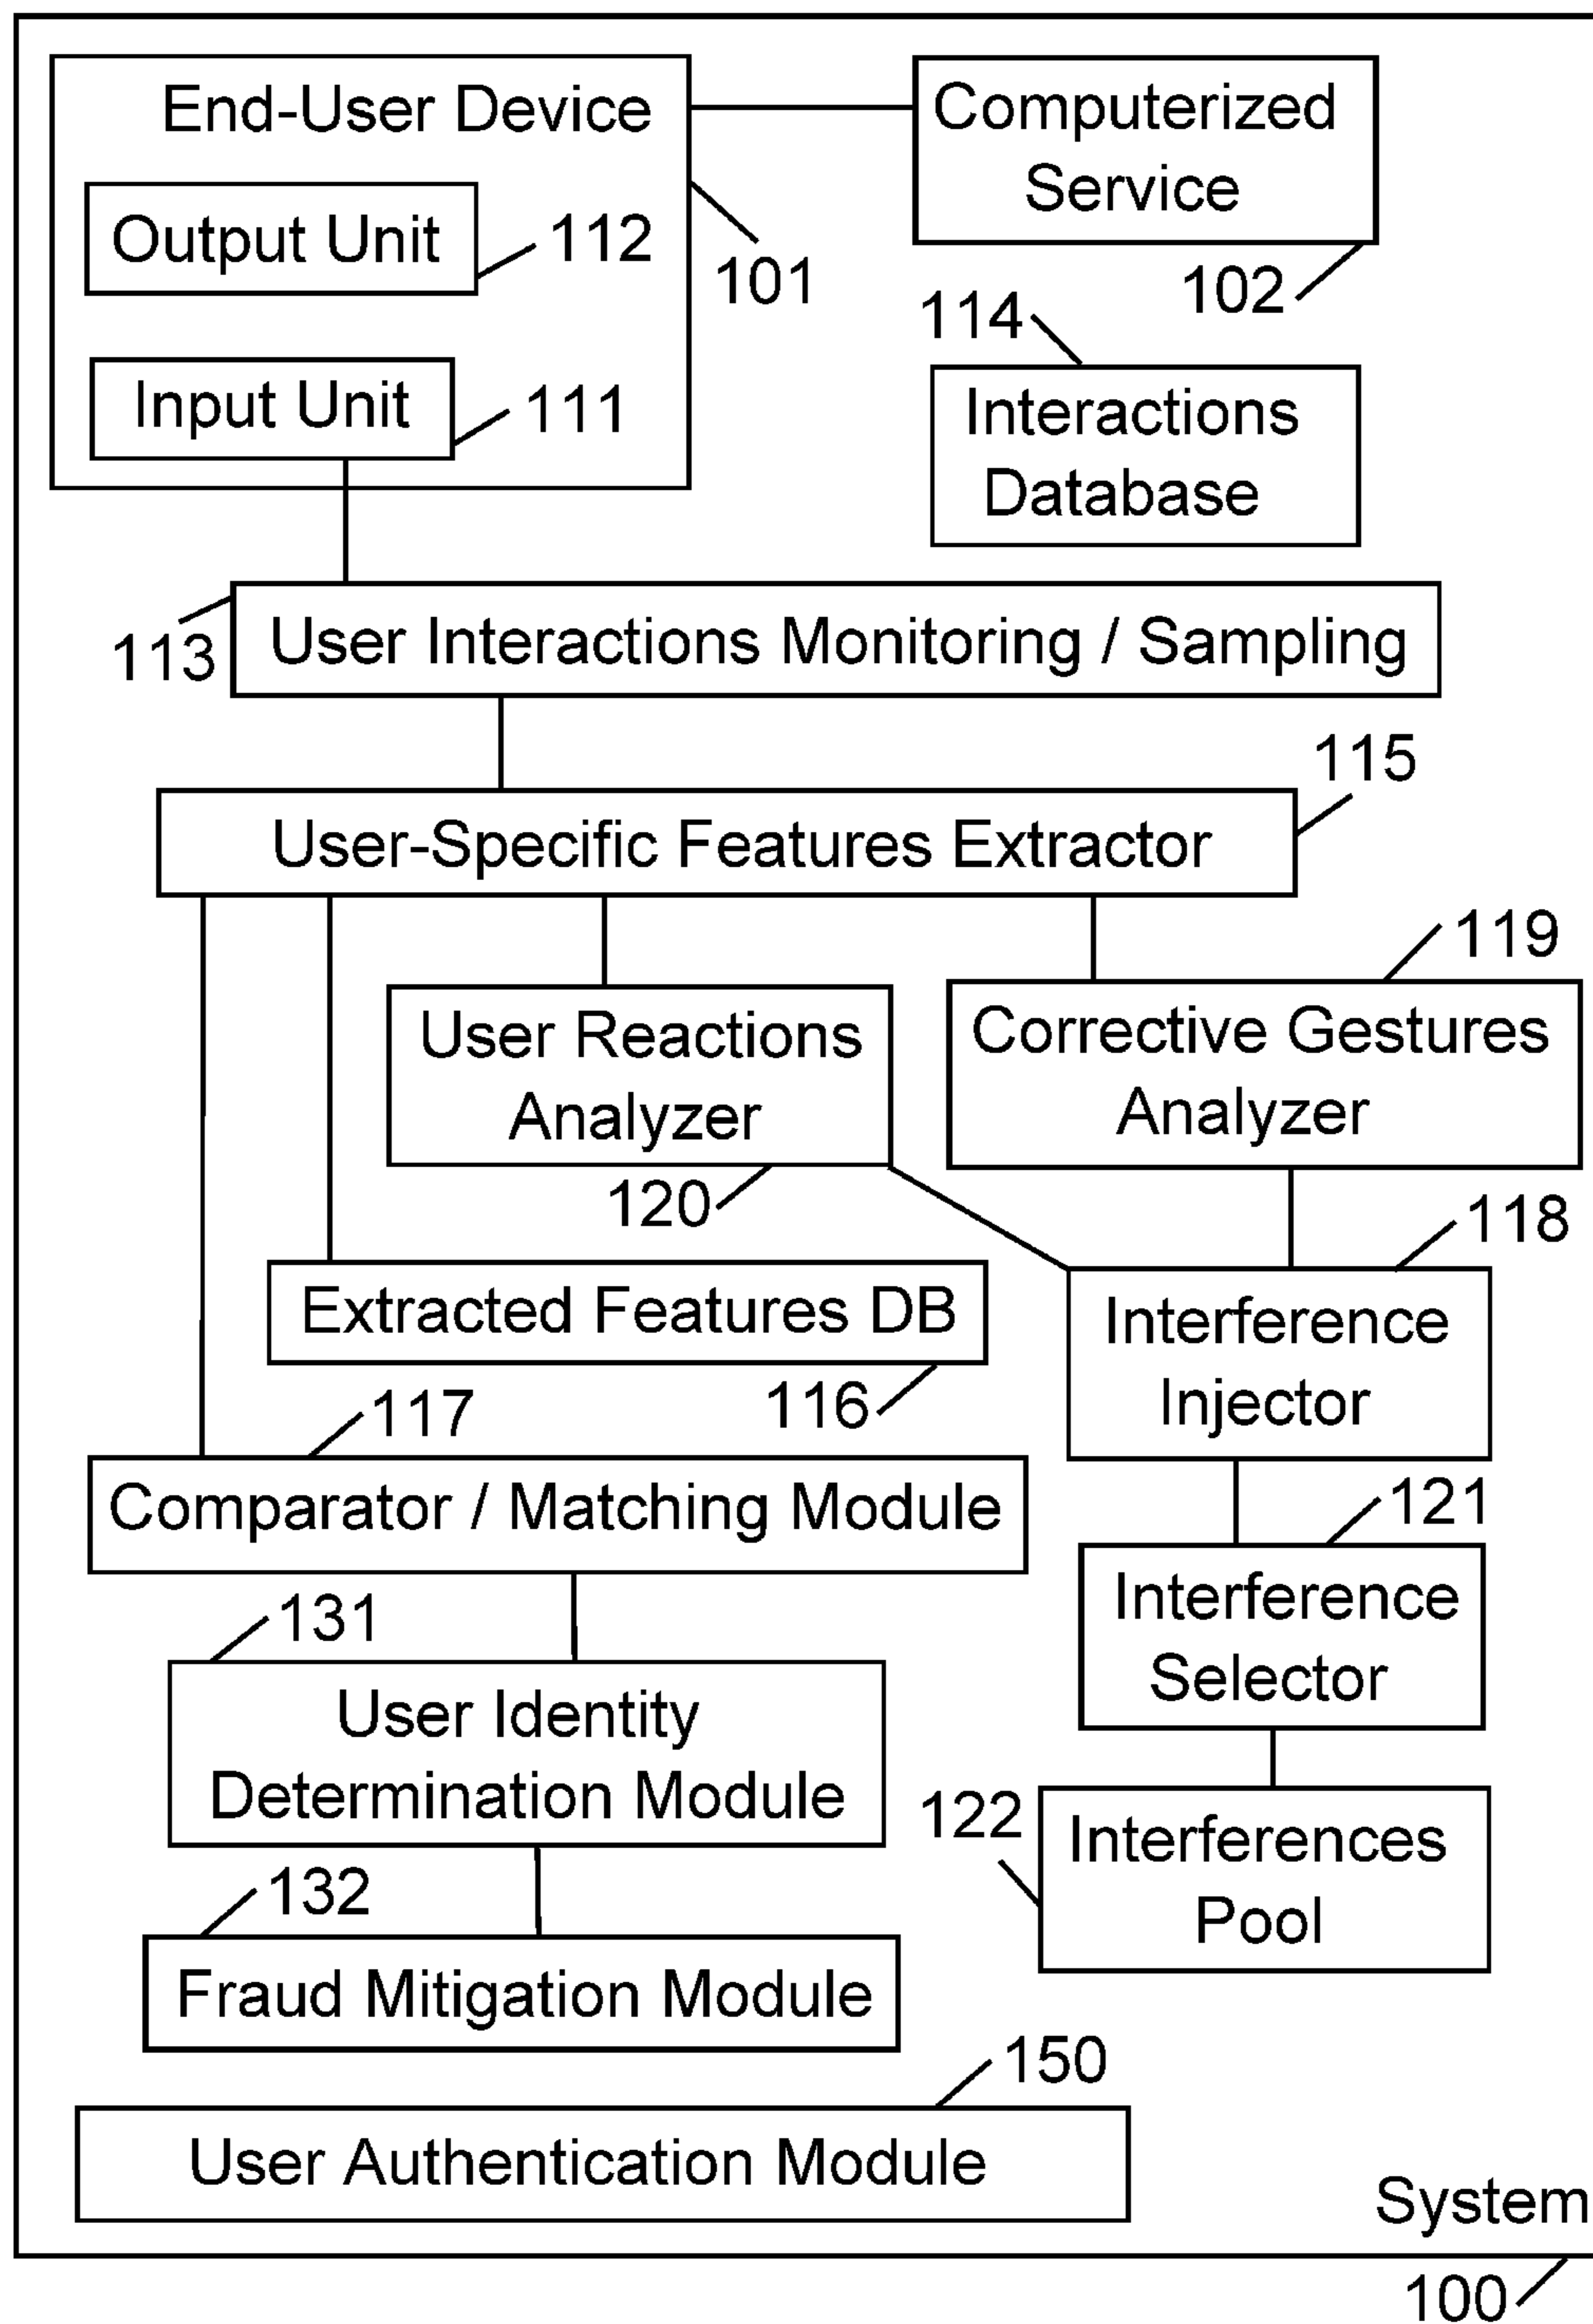 End-User Device
Computerized
Service
Output Unit
112
101
102
114
Input Unit
111
Interactions
Database
113
User Interactions Monitoring / Sampling
115
User-Specific Features Extractor
119
User Reactions
Analyzer
Corrective Gestures
Analyzer
120
118
Extracted Features DB
Interference
Injector
117
116
Comparator / Matching Module
121
131
Interference
Selector
User Identity
Determination Module
122
Interferences
Pool
132
Fraud Mitigation Module
150
User Authentication Module
System
100